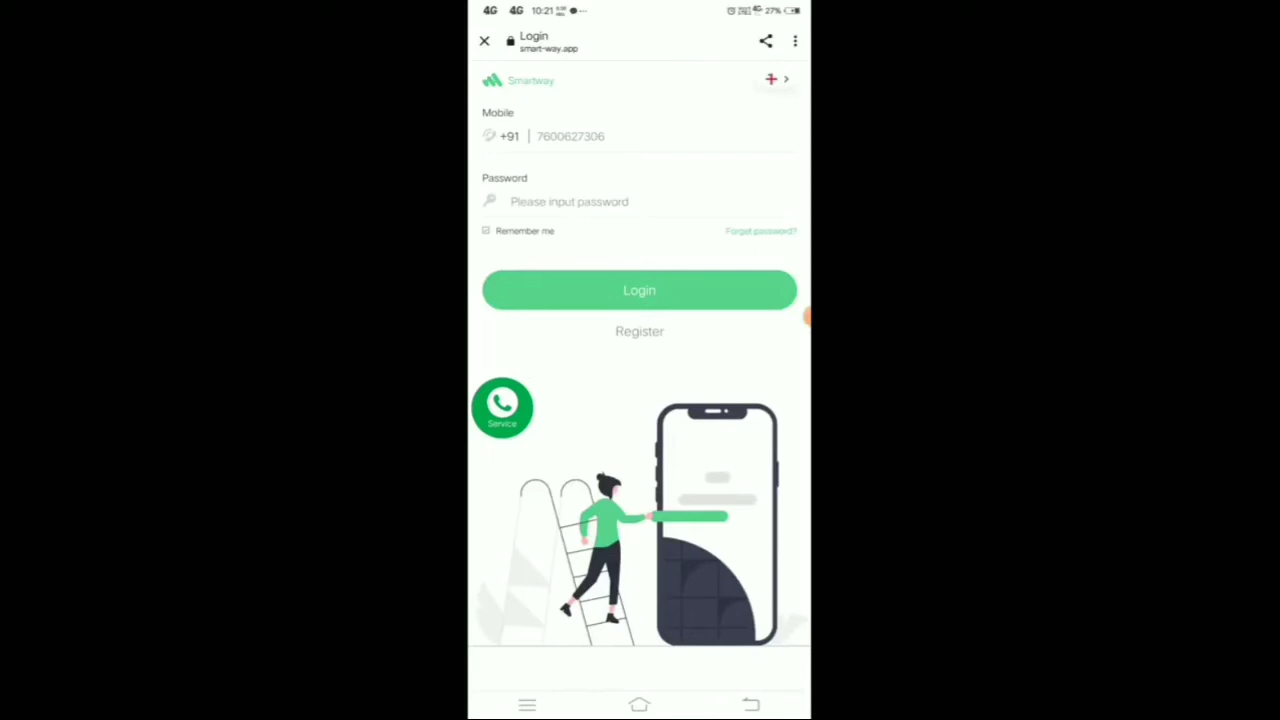 4G 4G 10:21 27%
Login
smart-way.app
Smartway
Mobile
+91 7600627306
Password
Please input password
Remember me Forget password?
Login
Register
Service